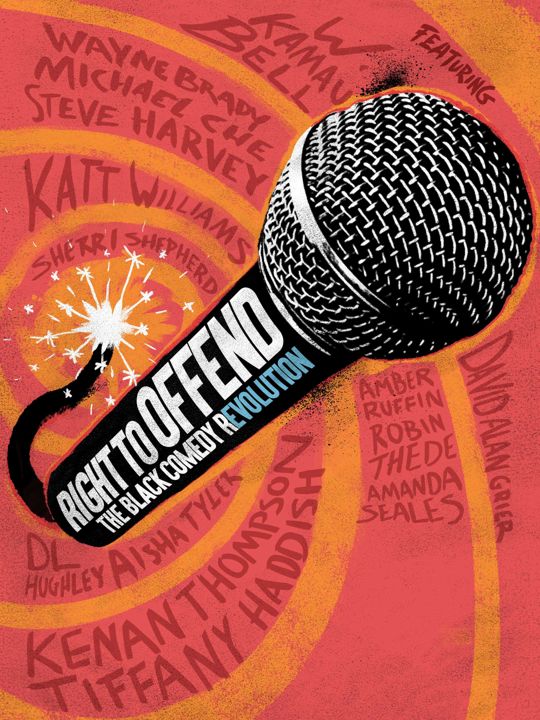 FEATURING
W.
KAMAU
BELL
WAYNE BRADY
MICHAEL CHE
STEVE HARVEY
KATT WILLIAMS
SHERRI SHEPHERD
RIGHT TO OFFEND
THE BLACK COMEDY REVOLUTION
DAVID ALAN GRIER
AMBER
RUFFIN
ROBIN
THEDE
AMANDA
SEALES
DL
HUGHLEY
AISHA TYLER
KENAN THOMPSON
TIFFANY HADDISH